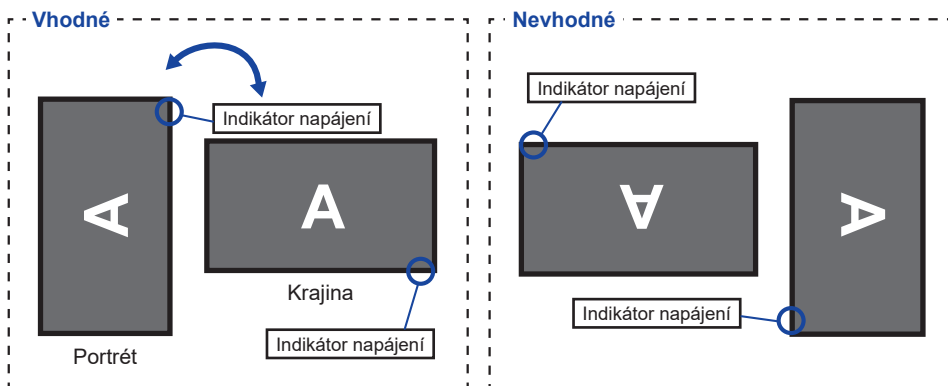 Vhodné
Indikátor napájení
A
A
Krajina
Indikátor napájení
Portrét
Nevhodné
Indikátor napájení
A
A
Indikátor napájení